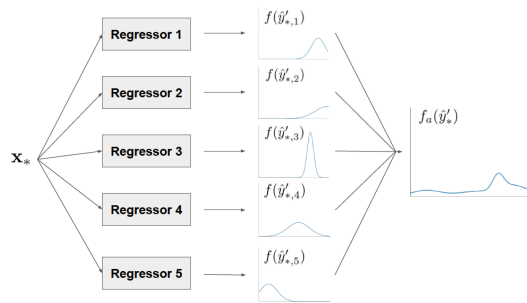 Regressor 1
f(ŷ′*,1)
Regressor 2
f(ŷ′*,2)
x*
Regressor 3
f(ŷ′*,3)
fₐ(ŷ′*)
Regressor 4
f(ŷ′*,4)
Regressor 5
f(ŷ′*,5)